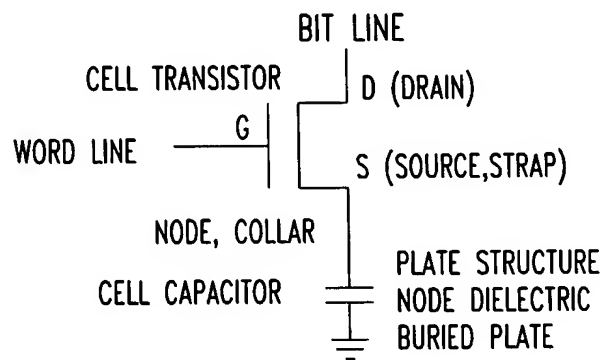 BIT LINE
CELL TRANSISTOR
D (DRAIN)
G
WORD LINE
S (SOURCE,STRAP)
NODE, COLLAR
CELL CAPACITOR
PLATE STRUCTURE
NODE DIELECTRIC
BURIED PLATE